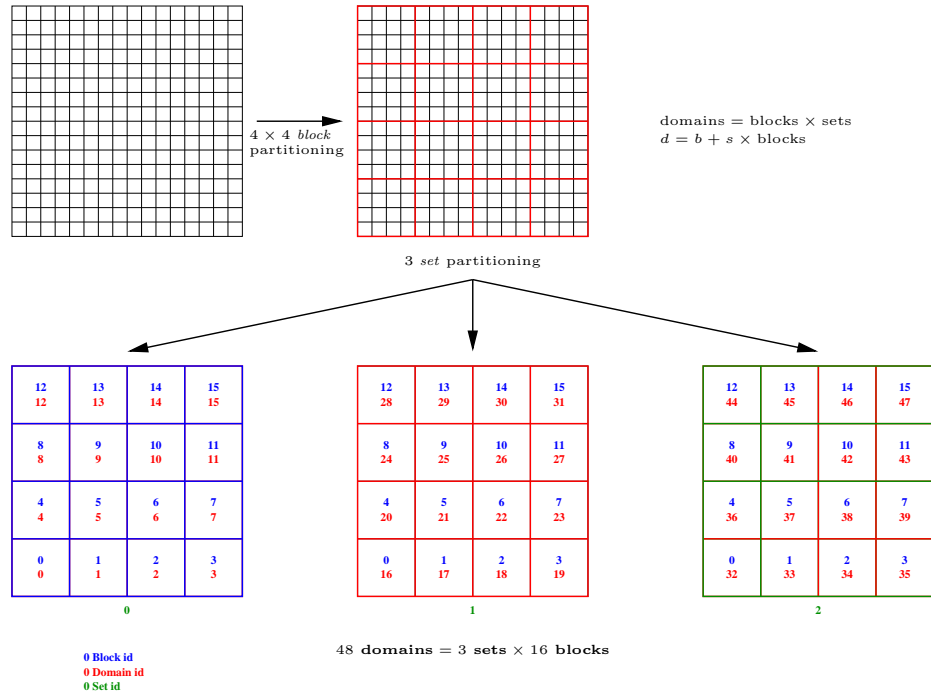 4 × 4 block
partitioning
domains = blocks × sets
d = b + s × blocks
3 set partitioning
12 13 14 15
12 13 14 15
8 9 10 11
8 9 10 11
4 5 6 7
4 5 6 7
0 1 2 3
0 1 2 3
0
12 13 14 15
28 29 30 31
8 9 10 11
24 25 26 27
4 5 6 7
20 21 22 23
0 1 2 3
16 17 18 19
1
12 13 14 15
44 45 46 47
8 9 10 11
40 41 42 43
4 5 6 7
36 37 38 39
0 1 2 3
32 33 34 35
2
48 domains = 3 sets × 16 blocks
0 Block id
0 Domain id
0 Set id